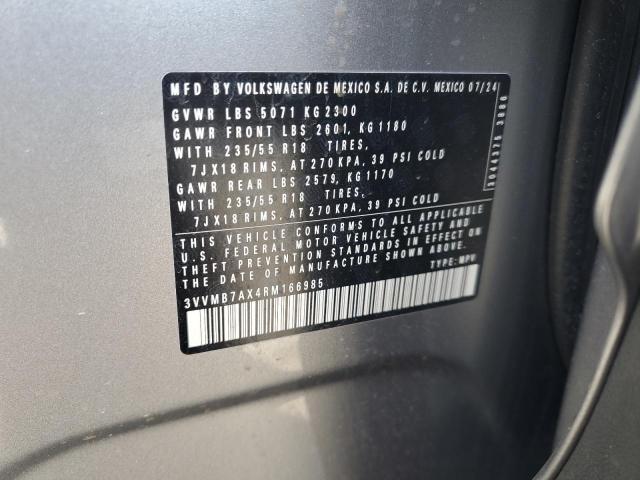 MFD BY VOLKSWAGEN DE MEXICO S.A. DE C.V. MEXICO 07/24
GVWR LBS 5071 KG 2300
GAWR FRONT LBS 2601, KG 1180
WITH 235/55 R18 TIRES,
7JX18 RIMS, AT 270 KPA, 39 PSI COLD
GAWR REAR LBS 2579, KG 1170
WITH 235/55 R18 TIRES,
7JX18 RIMS, AT 270 KPA, 39 PSI COLD
THIS VEHICLE CONFORMS TO ALL APPLICABLE
U.S. FEDERAL MOTOR VEHICLE SAFETY AND
THEFT PREVENTION STANDARDS IN EFFECT ON
THE DATE OF MANUFACTURE SHOWN ABOVE.
3VVMB7AX4RM166985 TYPE: MPV